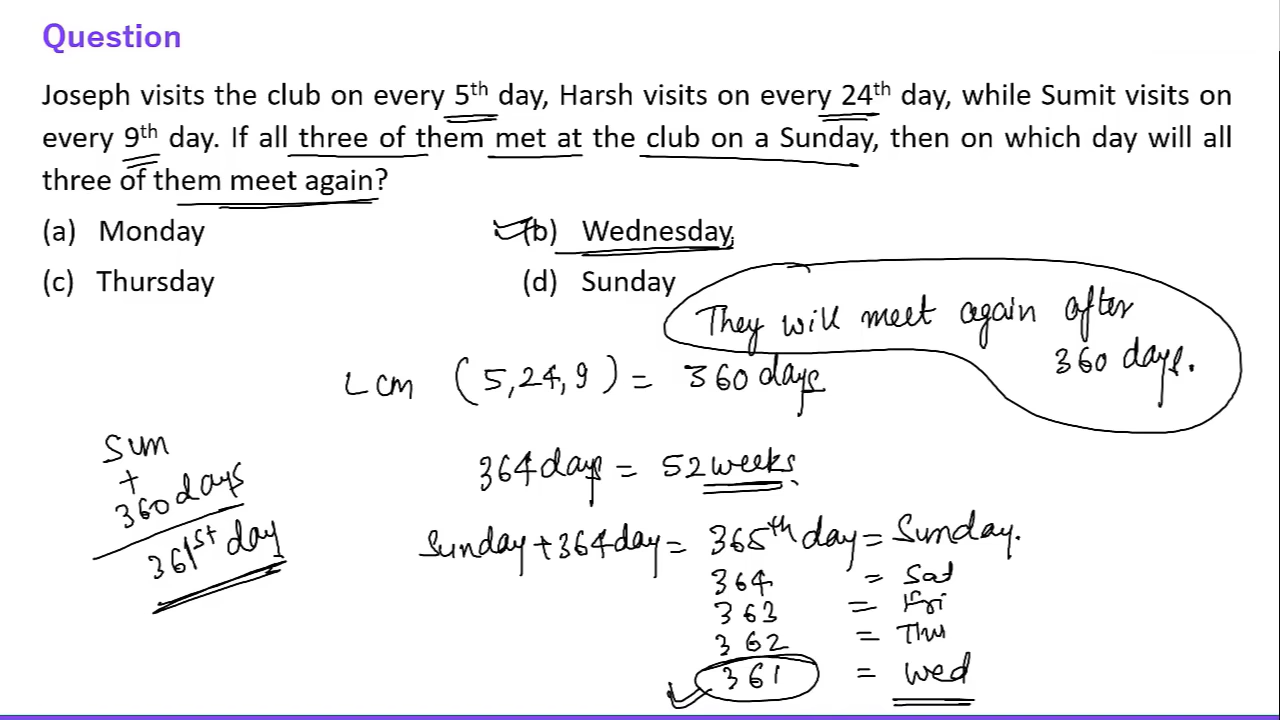 Question
Joseph visits the club on every 5th day, Harsh visits on every 24th day, while Sumit visits on
every 9th day. If all three of them met at the club on a Sunday, then on which day will all
three of them meet again?
(a) Monday
(b) Wednesday
(c) Thursday
(d) Sunday
They will meet again after
360 days.
Lcm (5,24,9) = 360 days
Sun
+
360 days
361st day
364 days = 52 weeks.
Sunday + 364 day = 365th day = Sunday.
364 = Sat
363 = Fri
362 = Thu
361 = Wed